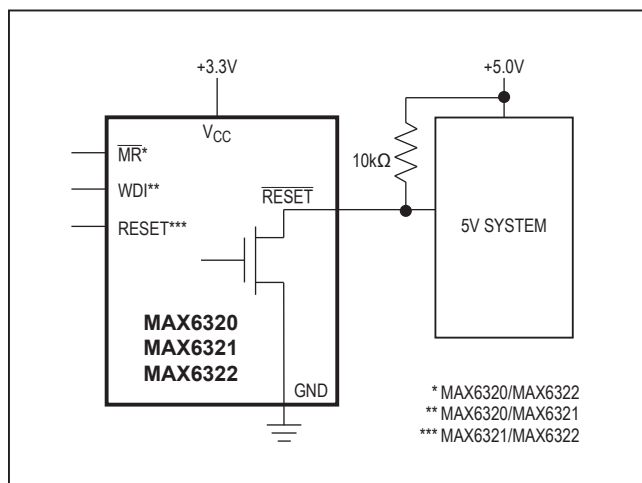 +3.3V
+5.0V
VCC
MR*
10kΩ
WDI**
RESET
RESET***
5V SYSTEM
MAX6320
MAX6321
MAX6322
GND
* MAX6320/MAX6322
** MAX6320/MAX6321
*** MAX6321/MAX6322